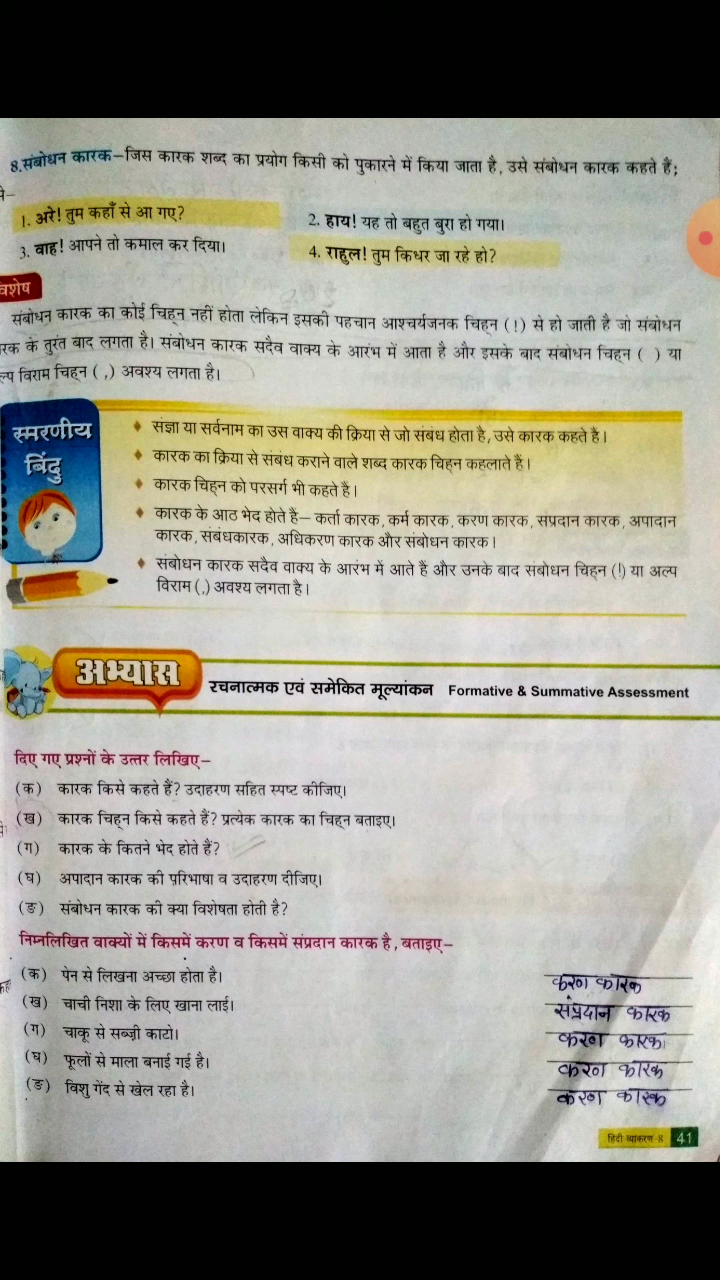 8.संबोधन कारक–जिस कारक शब्द का प्रयोग किसी को पुकारने में किया जाता है, उसे संबोधन कारक कहते हैं;
से–
1. अरे! तुम कहाँ से आ गए?
2. हाय! यह तो बहुत बुरा हो गया।
3. वाह! आपने तो कमाल कर दिया।
4. राहुल! तुम किधर जा रहे हो?
वशेष
संबोधन कारक का कोई चिह्न नहीं होता लेकिन इसकी पहचान आश्चर्यजनक चिह्न (!) से हो जाती है जो संबोधन
रक के तुरंत बाद लगता है। संबोधन कारक सदैव वाक्य के आरंभ में आता है और इसके बाद संबोधन चिह्न ( ) या
ल्प विराम चिह्न (,) अवश्य लगता है।
स्मरणीय
बिंदु
♦ संज्ञा या सर्वनाम का उस वाक्य की क्रिया से जो संबंध होता है, उसे कारक कहते है।
♦ कारक का क्रिया से संबंध कराने वाले शब्द कारक चिह्न कहलाते हैं।
♦ कारक चिह्न को परसर्ग भी कहते है।
♦ कारक के आठ भेद होते है– कर्ता कारक, कर्म कारक, करण कारक, संप्रदान कारक, अपादान
कारक, संबंधकारक, अधिकरण कारक और संबोधन कारक।
♦ संबोधन कारक सदैव वाक्य के आरंभ में आते हैं और उनके बाद संबोधन चिह्न (!) या अल्प
विराम (,) अवश्य लगता है।
अभ्यास
रचनात्मक एवं समेकित मूल्यांकन Formative & Summative Assessment
दिए गए प्रश्नों के उत्तर लिखिए–
(क) कारक किसे कहते हैं? उदाहरण सहित स्पष्ट कीजिए।
(ख) कारक चिह्न किसे कहते हैं? प्रत्येक कारक का चिह्न बताइए।
(ग) कारक के कितने भेद होते हैं?
(घ) अपादान कारक की परिभाषा व उदाहरण दीजिए।
(ङ) संबोधन कारक की क्या विशेषता होती है?
निम्नलिखित वाक्यों में किसमें करण व किसमें संप्रदान कारक है, बताइए–
(क) पेन से लिखना अच्छा होता है। करण कारक
(ख) चाची निशा के लिए खाना लाई। संप्रदान कारक
(ग) चाकू से सब्ज़ी काटो। करण कारक
(घ) फूलों से माला बनाई गई है। करण कारक
(ङ) विशु गेंद से खेल रहा है। करण कारक
हिंदी व्याकरण-8 41